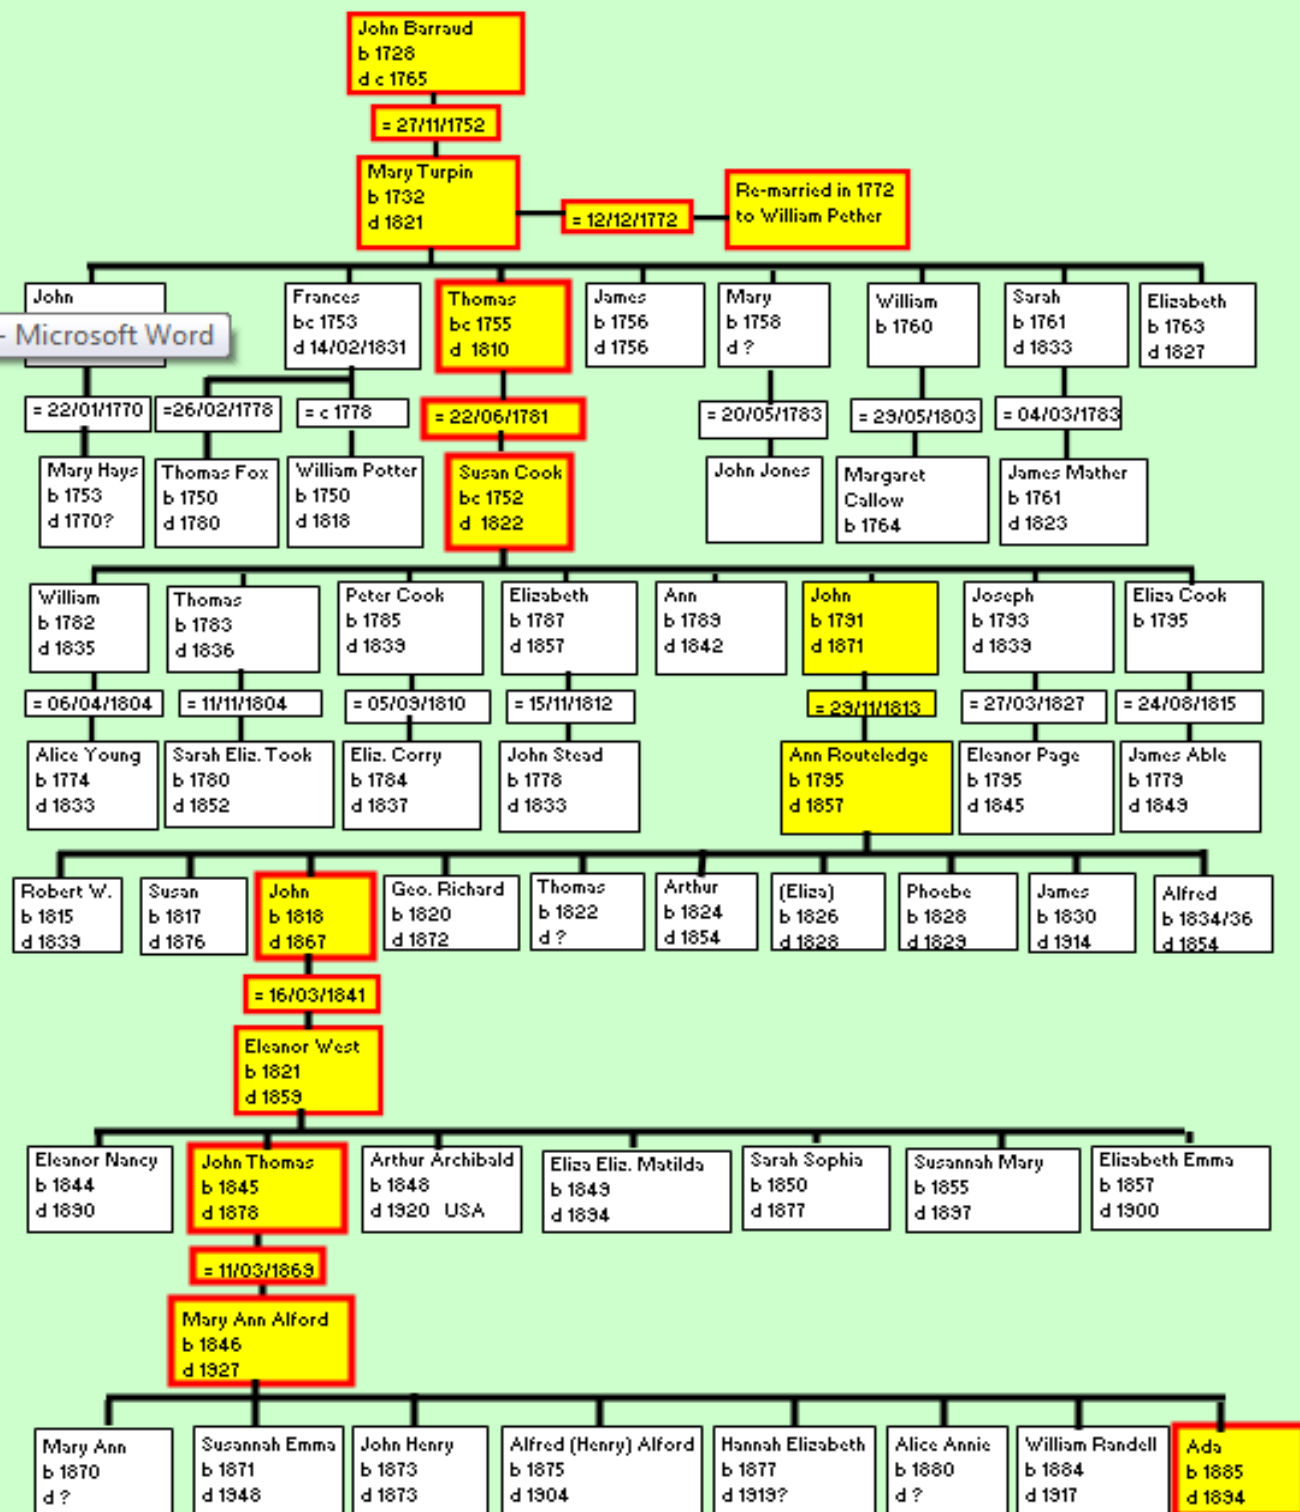 John Barraud
b 1728
d c 1765
= 27/11/1752
Mary Turpin
b 1732
d 1821
= 12/12/1772
Re-married in 1772
to William Pether
John
- Microsoft Word
Frances
bc 1753
d 14/02/1831
Thomas
bc 1755
d 1810
James
b 1756
d 1756
Mary
b 1758
d ?
William
b 1760
Sarah
b 1761
d 1833
Elizabeth
b 1763
d 1827
= 22/01/1770
=26/02/1778
= c 1778
= 22/06/1781
= 20/05/1783
= 29/05/1803
= 04/03/1783
Mary Hays
b 1753
d 1770?
Thomas Fox
b 1750
d 1780
William Potter
b 1750
d 1818
Susan Cook
bc 1752
d 1822
John Jones
Margaret
Callow
b 1764
James Mather
b 1761
d 1823
William
b 1782
d 1835
Thomas
b 1783
d 1836
Peter Cook
b 1785
d 1839
Elizabeth
b 1787
d 1857
Ann
b 1789
d 1842
John
b 1791
d 1871
Joseph
b 1793
d 1839
Eliza Cook
b 1795
= 06/04/1804
= 11/11/1804
= 05/09/1810
= 15/11/1812
= 29/11/1813
= 27/03/1827
= 24/08/1815
Alice Young
b 1774
d 1833
Sarah Eliz. Took
b 1780
d 1852
Eliz. Corry
b 1784
d 1837
John Stead
b 1778
d 1833
Ann Routeledge
b 1795
d 1857
Eleanor Page
b 1795
d 1845
James Able
b 1779
d 1849
Robert W.
b 1815
d 1839
Susan
b 1817
d 1876
John
b 1818
d 1867
Geo. Richard
b 1820
d 1872
Thomas
b 1822
d ?
Arthur
b 1824
d 1854
(Eliza)
b 1826
d 1828
Phoebe
b 1828
d 1829
James
b 1830
d 1914
Alfred
b 1834/36
d 1854
= 16/03/1841
Eleanor West
b 1821
d 1859
Eleanor Nancy
b 1844
d 1890
John Thomas
b 1845
d 1878
Arthur Archibald
b 1848
d 1920 USA
Eliza Eliz. Matilda
b 1849
d 1894
Sarah Sophia
b 1850
d 1877
Susannah Mary
b 1855
d 1897
Elizabeth Emma
b 1857
d 1900
= 11/03/1869
Mary Ann Alford
b 1846
d 1927
Mary Ann
b 1870
d ?
Susannah Emma
b 1871
d 1948
John Henry
b 1873
d 1873
Alfred (Henry) Alford
b 1875
d 1904
Hannah Elizabeth
b 1877
d 1919?
Alice Annie
b 1880
d ?
William Randell
b 1884
d 1917
Ada
b 1885
d 1894